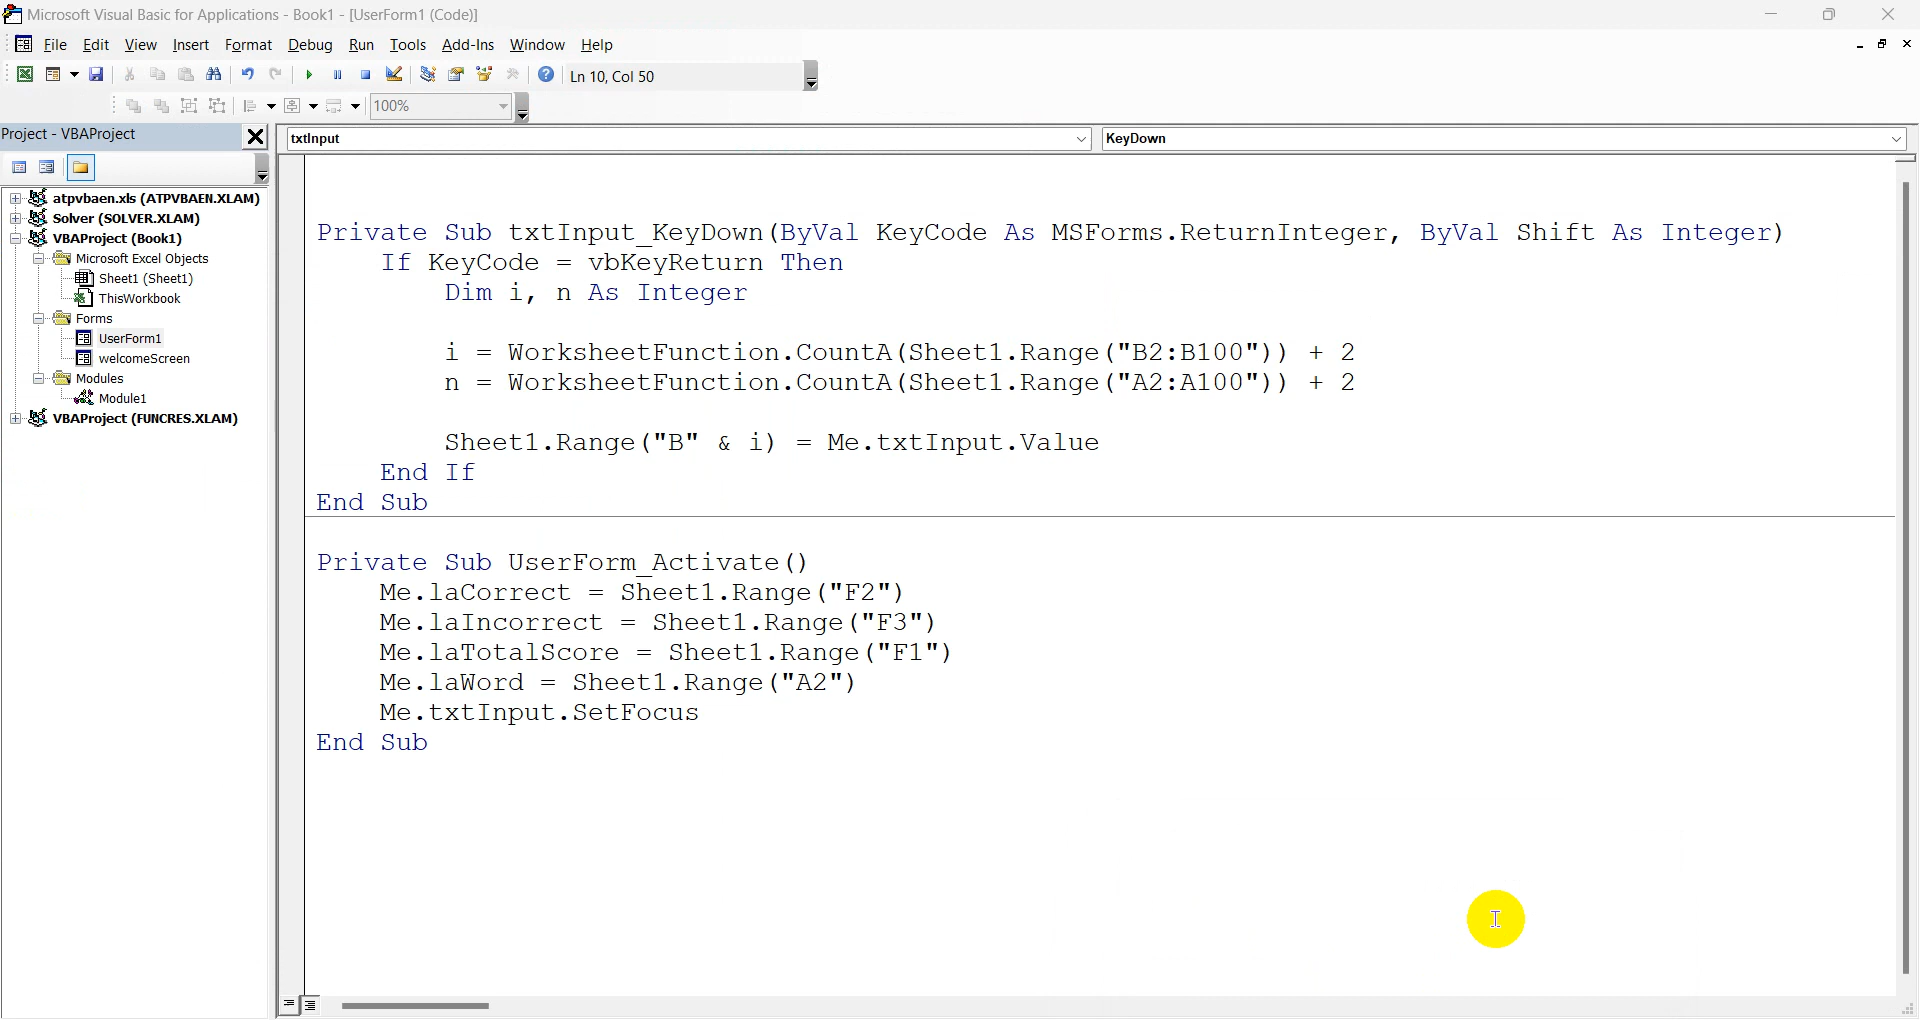 Microsoft Visual Basic for Applications - Book1 - [UserForm1 (Code)]
File Edit View Insert Format Debug Run Tools Add-Ins Window Help
Ln 10, Col 50
100%
Project - VBAProject
txtInput
KeyDown
atpvbaen.xls (ATPVBAEN.XLAM)
Solver (SOLVER.XLAM)
VBAProject (Book1)
Microsoft Excel Objects
Sheet1 (Sheet1)
ThisWorkbook
Forms
UserForm1
welcomeScreen
Modules
Module1
VBAProject (FUNCRES.XLAM)
Private Sub txtInput_KeyDown(ByVal KeyCode As MSForms.ReturnInteger, ByVal Shift As Integer)
If KeyCode = vbKeyReturn Then
Dim i, n As Integer
i = WorksheetFunction.CountA(Sheet1.Range("B2:B100")) + 2
n = WorksheetFunction.CountA(Sheet1.Range("A2:A100")) + 2
Sheet1.Range("B" & i) = Me.txtInput.Value
End If
End Sub
Private Sub UserForm_Activate()
Me.laCorrect = Sheet1.Range("F2")
Me.laIncorrect = Sheet1.Range("F3")
Me.laTotalScore = Sheet1.Range("F1")
Me.laWord = Sheet1.Range("A2")
Me.txtInput.SetFocus
End Sub